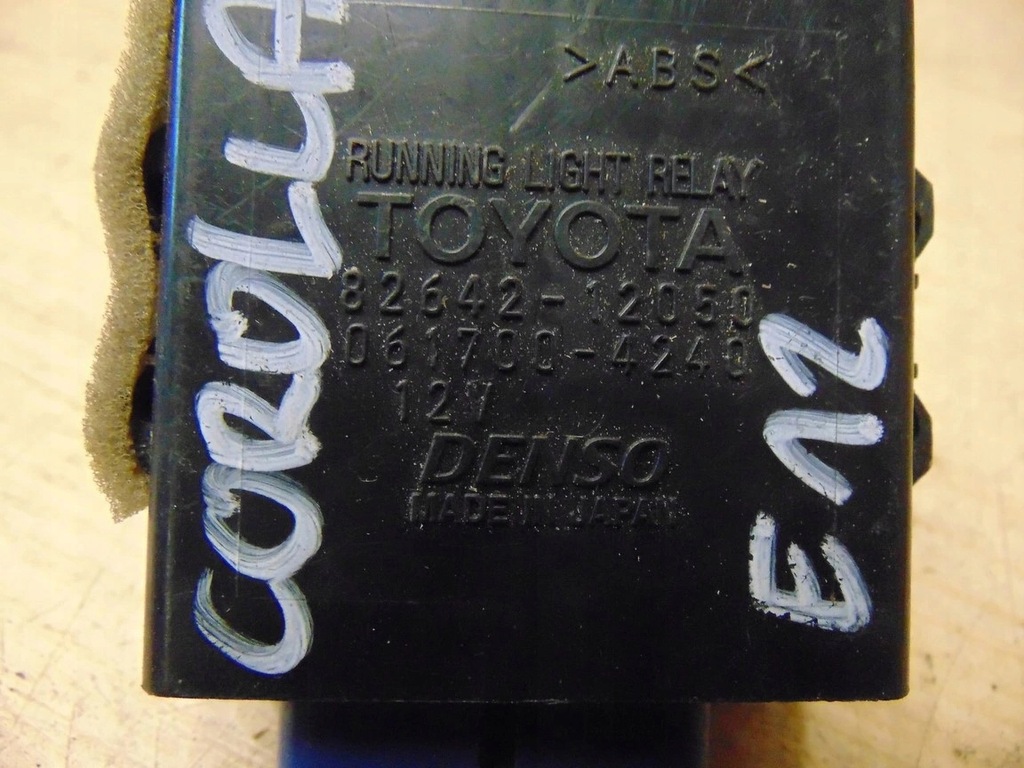 >ABS<
RUNNING LIGHT RELAY
TOYOTA
82642-12050
061700-4240
12V
DENSO
MADE IN JAPAN
COROLLA
E12